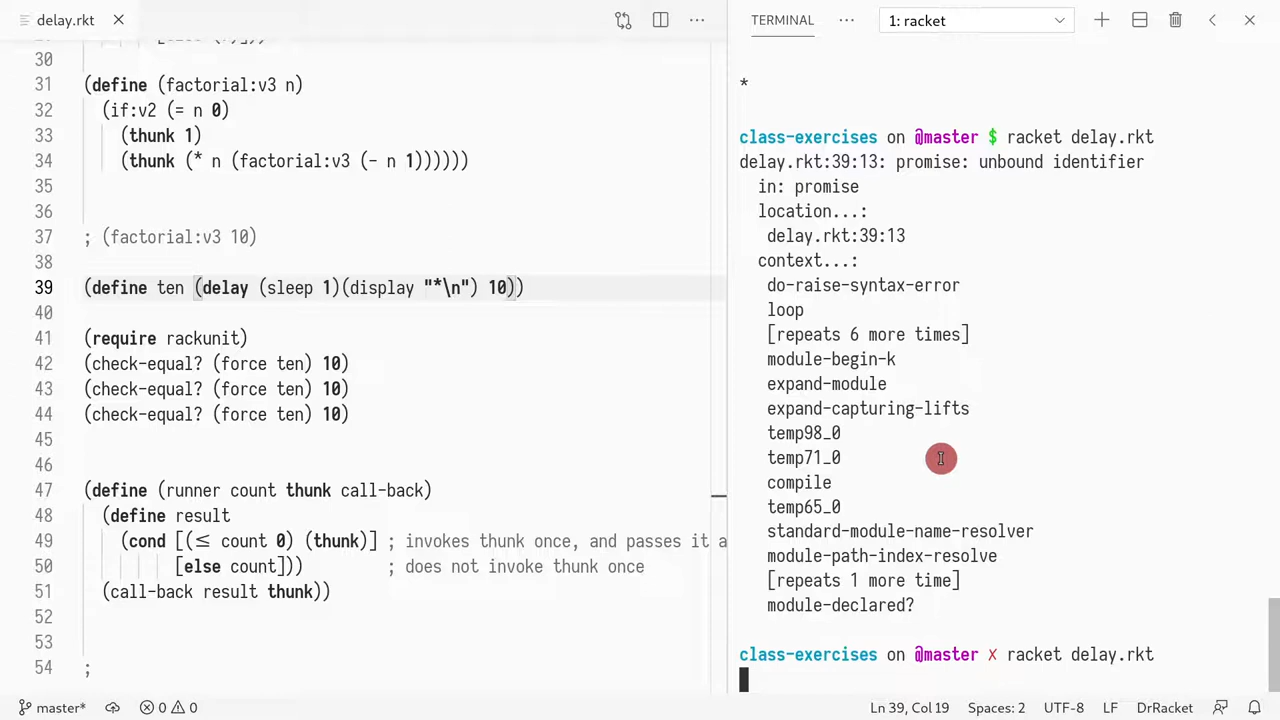 delay.rkt
30
31 (define (factorial:v3 n)
32 (if:v2 (= n 0)
33 (thunk 1)
34 (thunk (* n (factorial:v3 (- n 1))))))
35
36
37 ; (factorial:v3 10)
38
39 (define ten (delay (sleep 1)(display "*\n") 10))
40
41 (require rackunit)
42 (check-equal? (force ten) 10)
43 (check-equal? (force ten) 10)
44 (check-equal? (force ten) 10)
45
46
47 (define (runner count thunk call-back)
48 (define result
49 (cond [(≤ count 0) (thunk)] ; invokes thunk once, and passes it a
50 [else count])) ; does not invoke thunk once
51 (call-back result thunk))
52
53
54 ;
TERMINAL ··· 1: racket
*
class-exercises on @master $ racket delay.rkt
delay.rkt:39:13: promise: unbound identifier
in: promise
location...:
delay.rkt:39:13
context...:
do-raise-syntax-error
loop
[repeats 6 more times]
module-begin-k
expand-module
expand-capturing-lifts
temp98_0
temp71_0
compile
temp65_0
standard-module-name-resolver
module-path-index-resolve
[repeats 1 more time]
module-declared?
class-exercises on @master ✗ racket delay.rkt
master* 0 0 Ln 39, Col 19 Spaces: 2 UTF-8 LF DrRacket